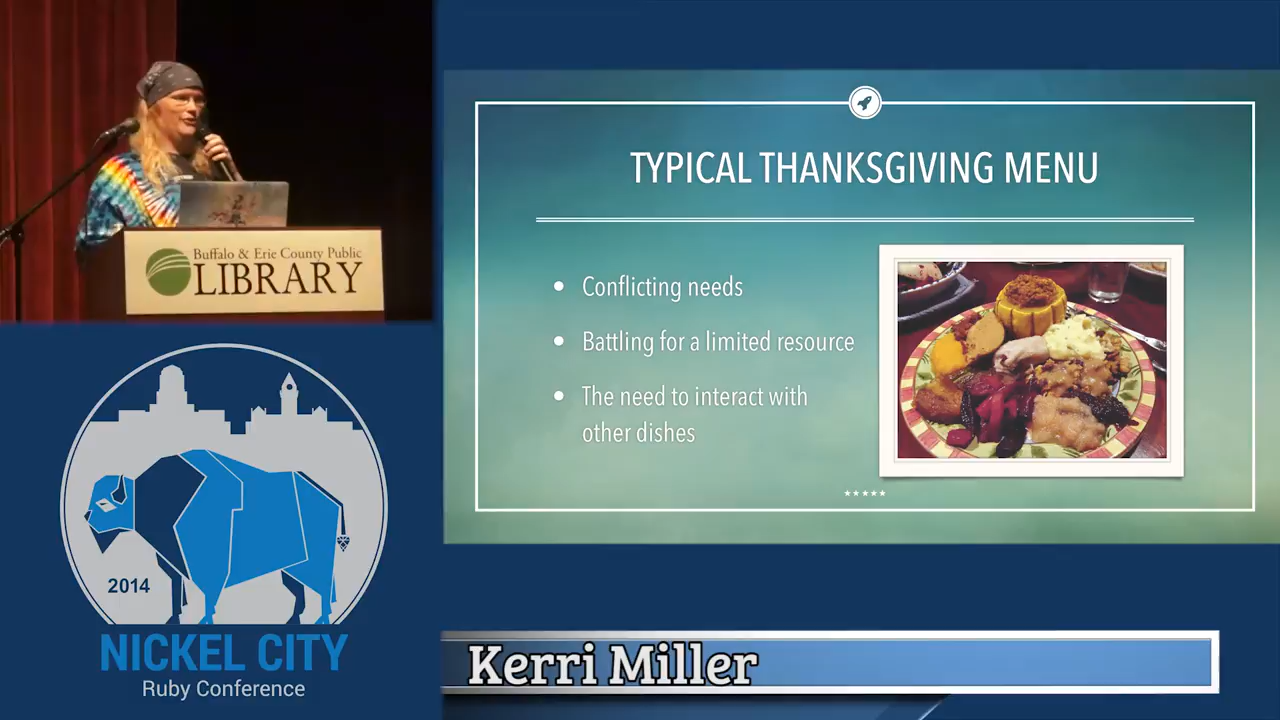 Buffalo & Erie County Public
LIBRARY
TYPICAL THANKSGIVING MENU
Conflicting needs
Battling for a limited resource
The need to interact with
other dishes
2014
NICKEL CITY
Ruby Conference
Kerri Miller